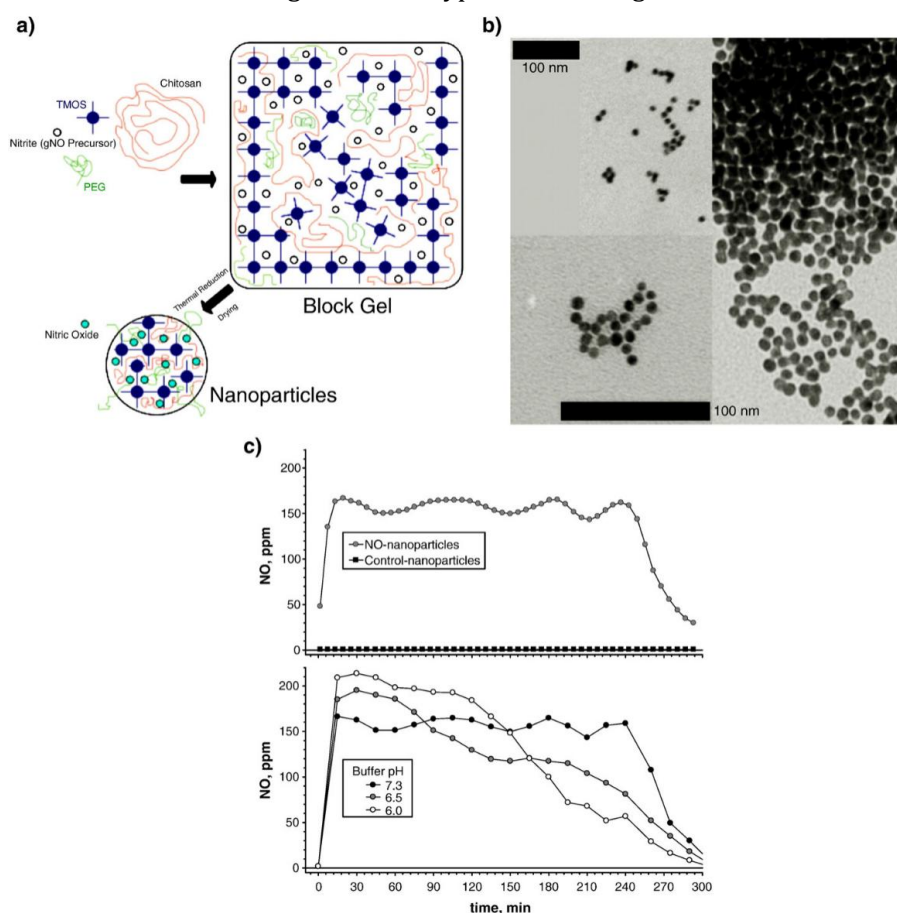 a)
Chitosan
TMOS
Nitrite (gNO Precursor)
PEG
Block Gel
Thermal Reduction
Drying
Nitric Oxide
Nanoparticles
b)
100 nm
100 nm
c)
200
150
100
50
0
NO, ppm
NO-nanoparticles
Control-nanoparticles
200
150
100
50
0
NO, ppm
Buffer pH
7.3
6.5
6.0
0 30 60 90 120 150 180 210 240 270 300
time, min